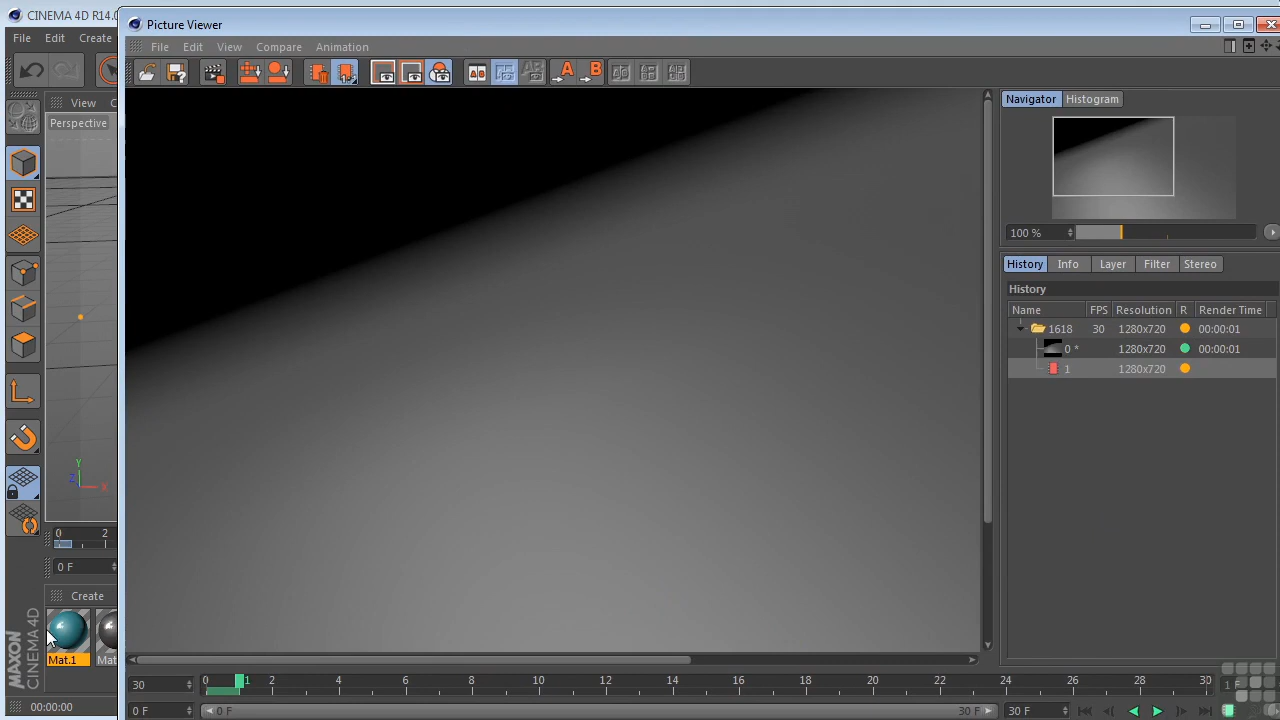 CINEMA 4D R14.0
Picture Viewer
File Edit Create
File Edit View Compare Animation
View C
Perspective
Navigator Histogram
100 %
History Info Layer Filter Stereo
History
Name FPS Resolution R Render Time
1618 30 1280x720 00:00:01
0 * 1280x720 00:00:01
1 1280x720
A B
AB
Y
Z X
0 2
0 F
Create
Mat.1 Mat
MAXON CINEMA 4D
30 0 1 2 4 6 8 10 12 14 16 18 20 22 24 26 28 30 1 F
0 F 0 F 30 F 30 F
00:00:00